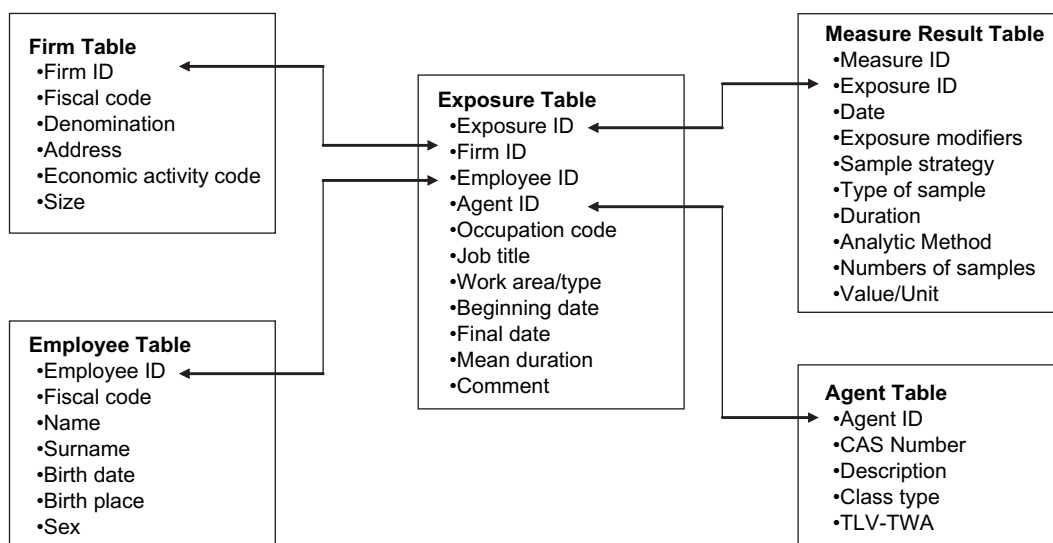 Firm Table
•Firm ID
•Fiscal code
•Denomination
•Address
•Economic activity code
•Size
Employee Table
•Employee ID
•Fiscal code
•Name
•Surname
•Birth date
•Birth place
•Sex
Exposure Table
•Exposure ID
•Firm ID
•Employee ID
•Agent ID
•Occupation code
•Job title
•Work area/type
•Beginning date
•Final date
•Mean duration
•Comment
Measure Result Table
•Measure ID
•Exposure ID
•Date
•Exposure modifiers
•Sample strategy
•Type of sample
•Duration
•Analytic Method
•Numbers of samples
•Value/Unit
Agent Table
•Agent ID
•CAS Number
•Description
•Class type
•TLV-TWA